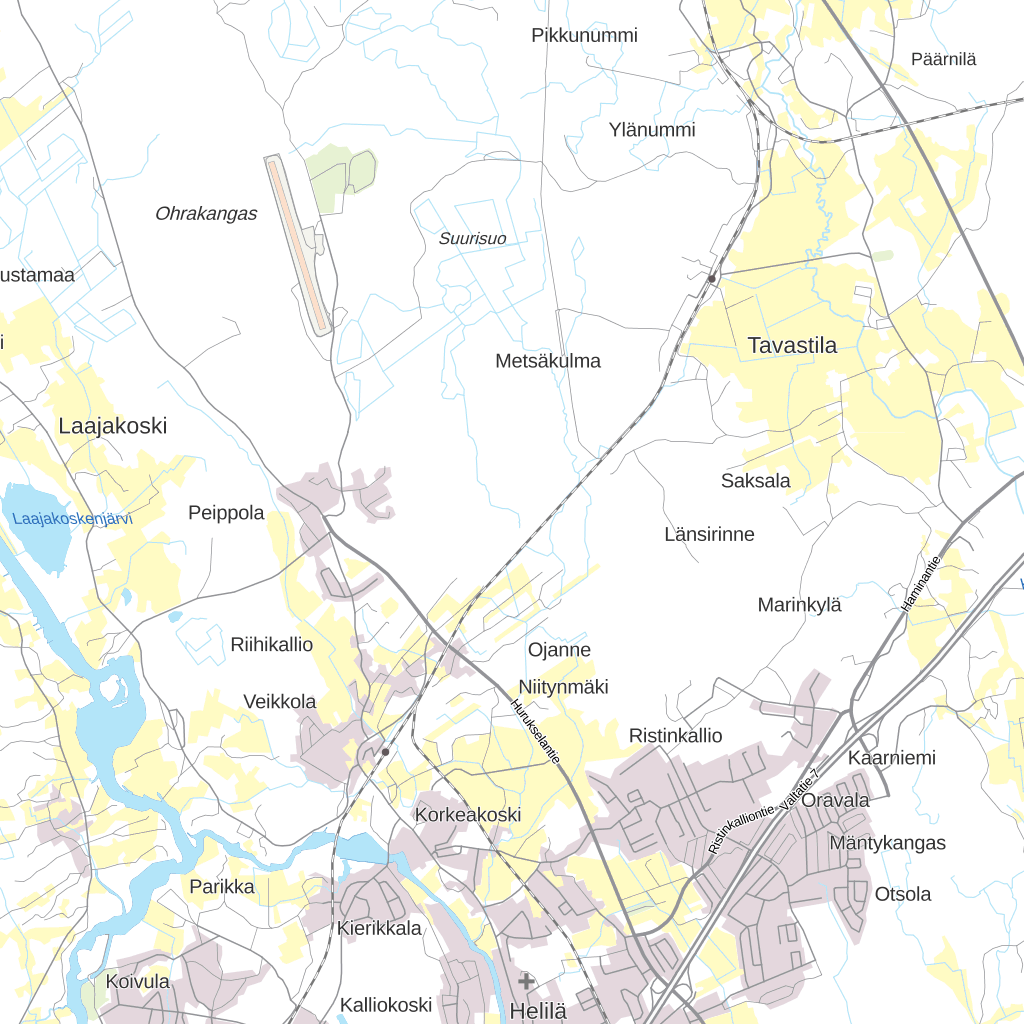 Pikkunummi
Päärnilä
Ylänummi
Ohrakangas
Suurisuo
ustamaa
i
Tavastila
Metsäkulma
Laajakoski
Saksala
Peippola
Laajakoskenjärvi
Länsirinne
Haminantie
Marinkylä
Riihikallio
Ojanne
Niitynmäki
Veikkola
Hurukselantie
Ristinkallio
Kaarniemi
Valtatie 7
Oravala
Korkeakoski
Ristinkalliontie
Mäntykangas
Parikka
Otsola
Kierikkala
Koivula
Kalliokoski
Helilä